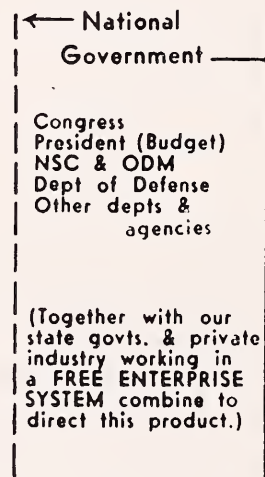 National
Government
Congress
President (Budget)
NSC & ODM
Dept of Defense
Other depts &
agencies
(Together with our
state govts. & private
industry working in
a FREE ENTERPRISE
SYSTEM combine to
direct this product.)